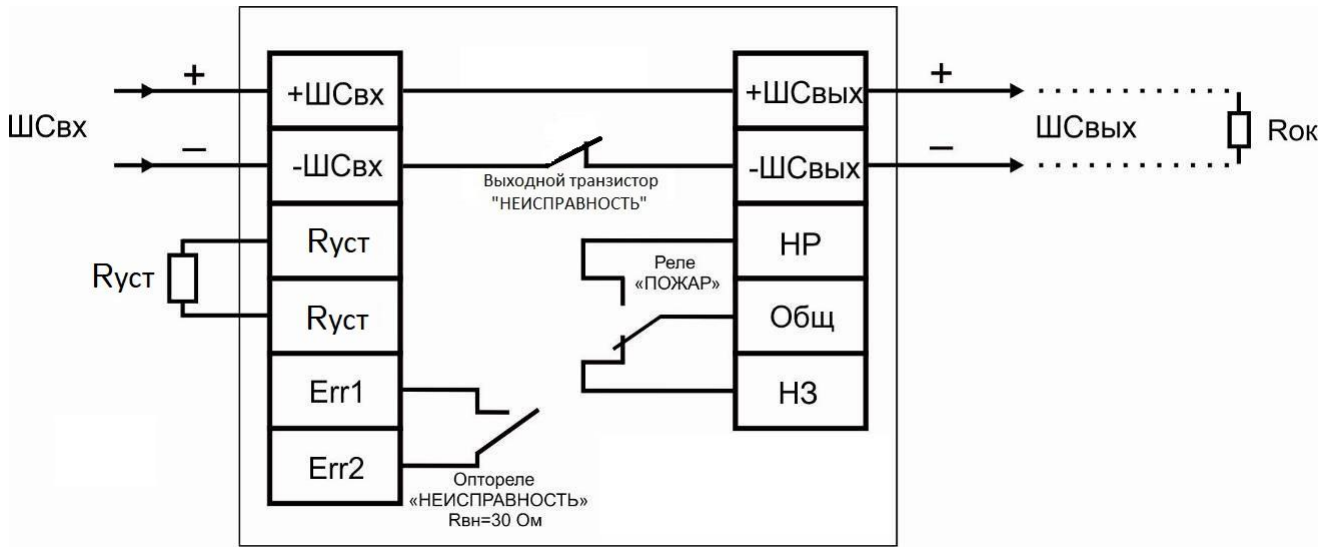 +
+
+ШСвх
+ШСвых
ШСвх
ШСвых
Rок
–
–
-ШСвх
-ШСвых
Выходной транзистор
"НЕИСПРАВНОСТЬ"
Rуст
НР
Rуст
Реле
«ПОЖАР»
Rуст
Общ
Err1
НЗ
Err2
Оптореле
«НЕИСПРАВНОСТЬ»
Rвн=30 Ом